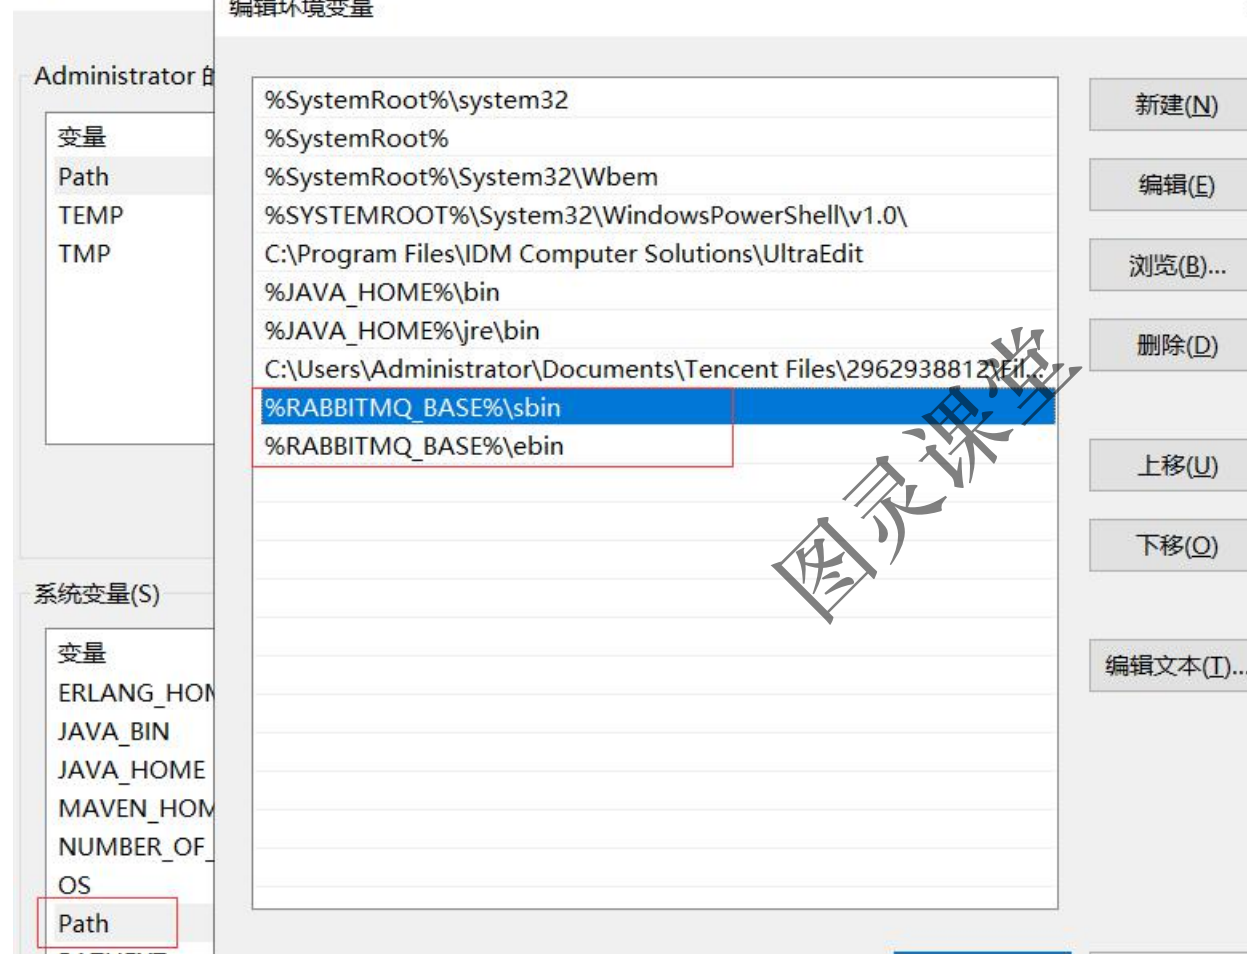 编辑环境变量
Administrator 的
变量
Path
TEMP
TMP
%SystemRoot%\system32
%SystemRoot%
%SystemRoot%\System32\Wbem
%SYSTEMROOT%\System32\WindowsPowerShell\v1.0\
C:\Program Files\IDM Computer Solutions\UltraEdit
%JAVA_HOME%\bin
%JAVA_HOME%\jre\bin
C:\Users\Administrator\Documents\Tencent Files\2962938812\Fil...
%RABBITMQ_BASE%\sbin
%RABBITMQ_BASE%\ebin
新建(N)
编辑(E)
浏览(B)...
删除(D)
上移(U)
下移(O)
编辑文本(T)...
图灵课堂
系统变量(S)
变量
ERLANG_HOM
JAVA_BIN
JAVA_HOME
MAVEN_HOM
NUMBER_OF_
OS
Path